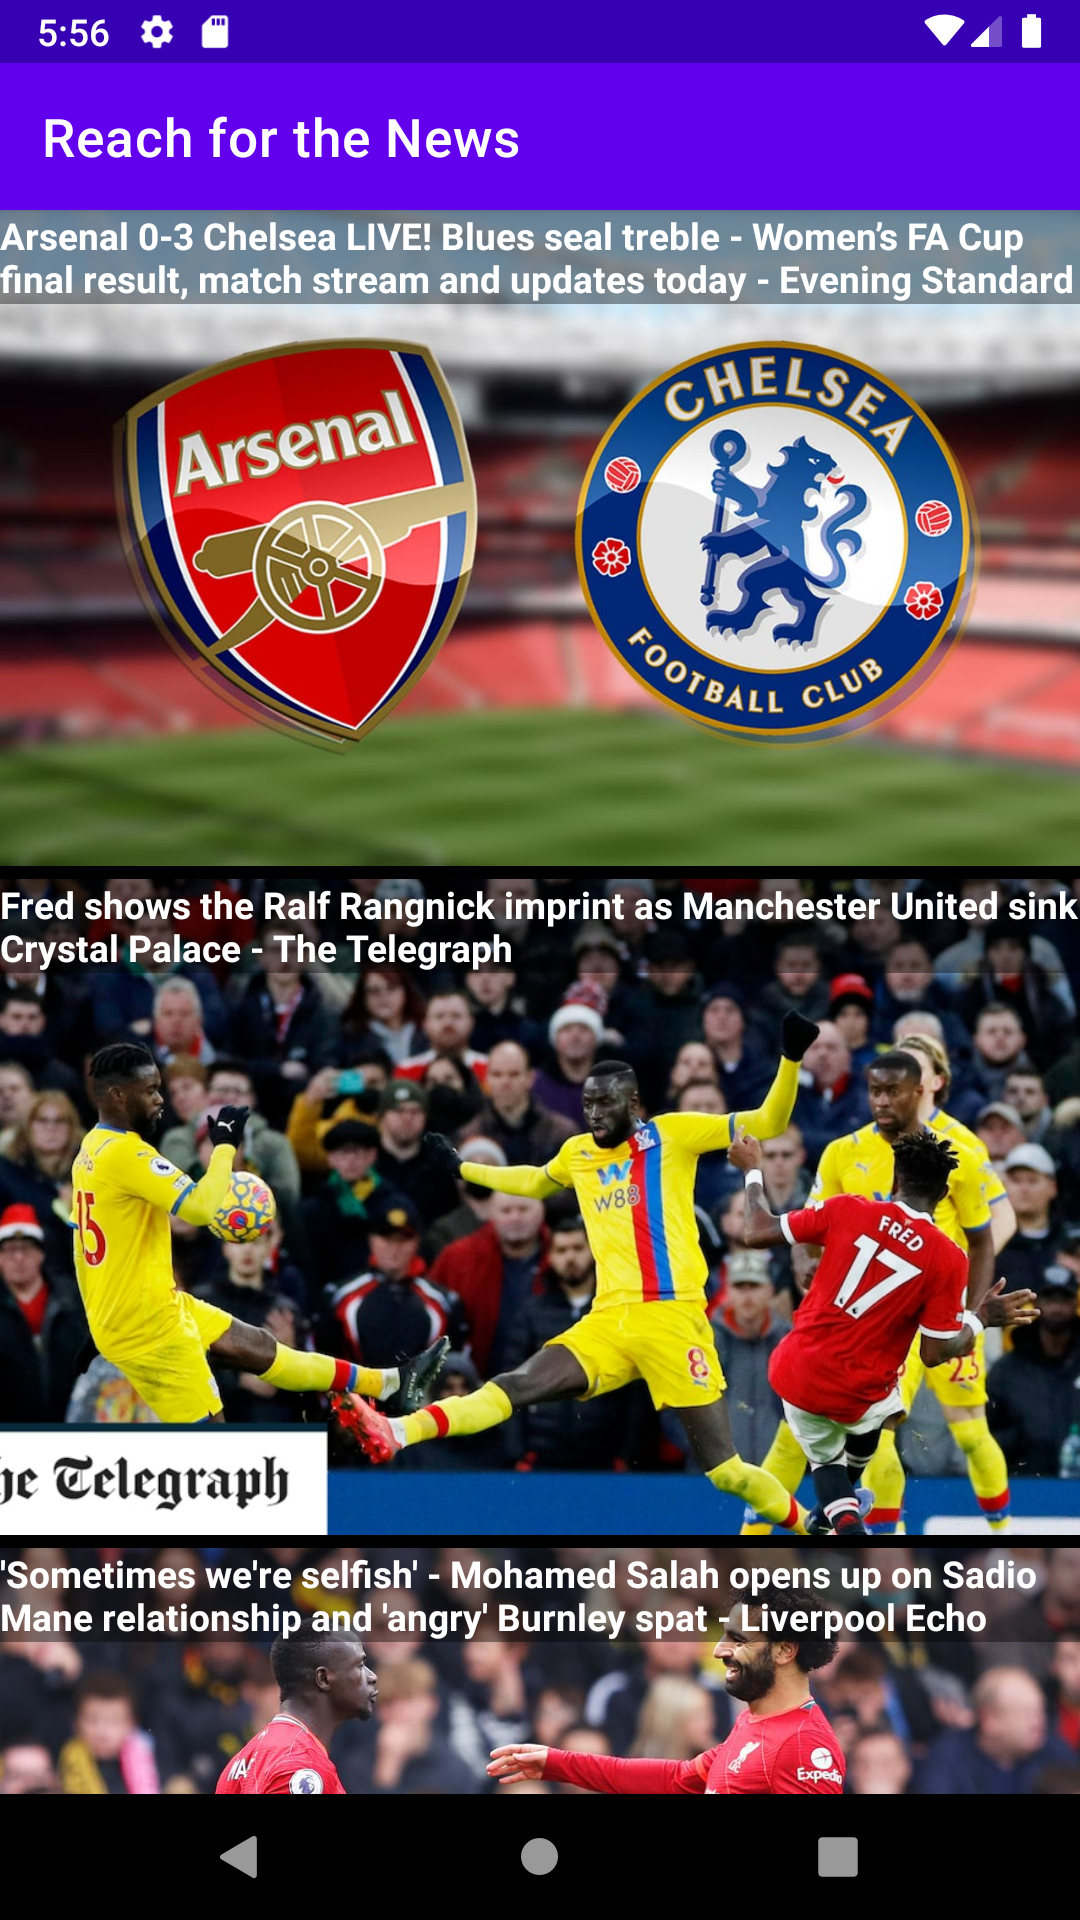 5:56
Reach for the News
Arsenal 0-3 Chelsea LIVE! Blues seal treble - Women’s FA Cup
final result, match stream and updates today - Evening Standard
Arsenal
CHELSEA
FOOTBALL CLUB
Fred shows the Ralf Rangnick imprint as Manchester United sink
Crystal Palace - The Telegraph
15
W88
8
FRED
17
23
he Telegraph
'Sometimes we're selfish' - Mohamed Salah opens up on Sadio
Mane relationship and 'angry' Burnley spat - Liverpool Echo
Expedia